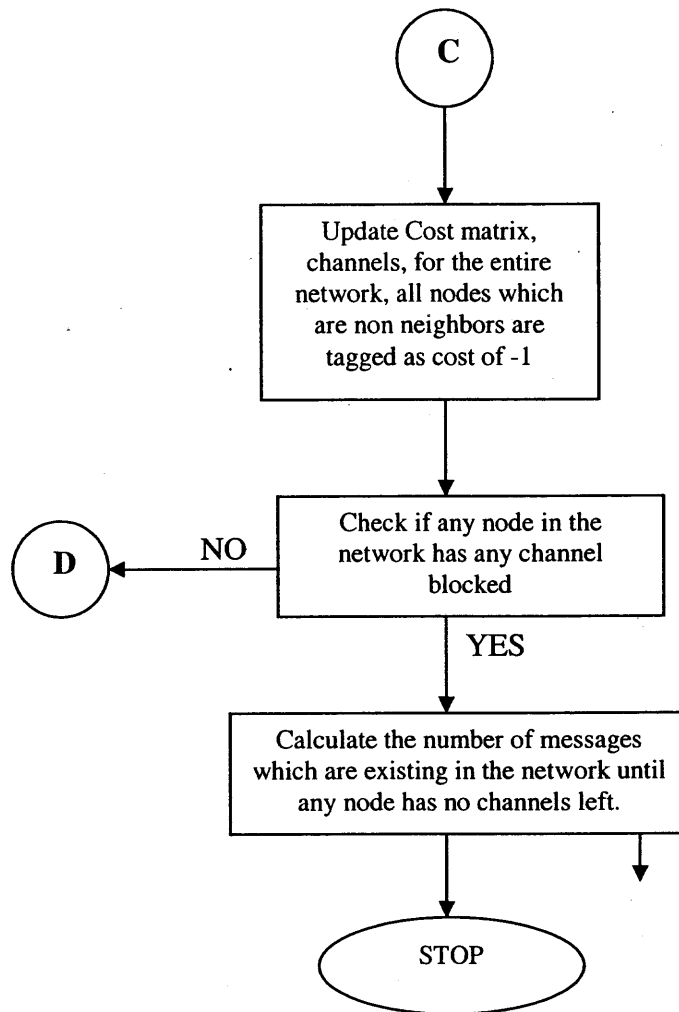 C
Update Cost matrix,
channels, for the entire
network, all nodes which
are non neighbors are
tagged as cost of -1
Check if any node in the
network has any channel
blocked
NO
D
YES
Calculate the number of messages
which are existing in the network until
any node has no channels left.
STOP